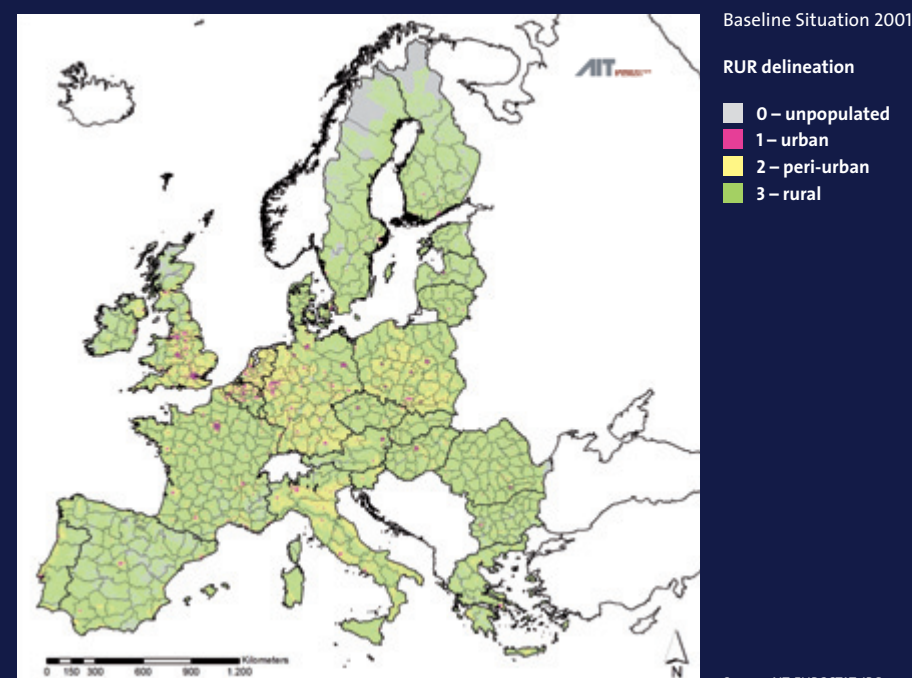 Baseline Situation 2001
RUR delineation
0 – unpopulated
1 – urban
2 – peri-urban
3 – rural
AIT
Kilometers
0 150 300 600 900 1.200
N